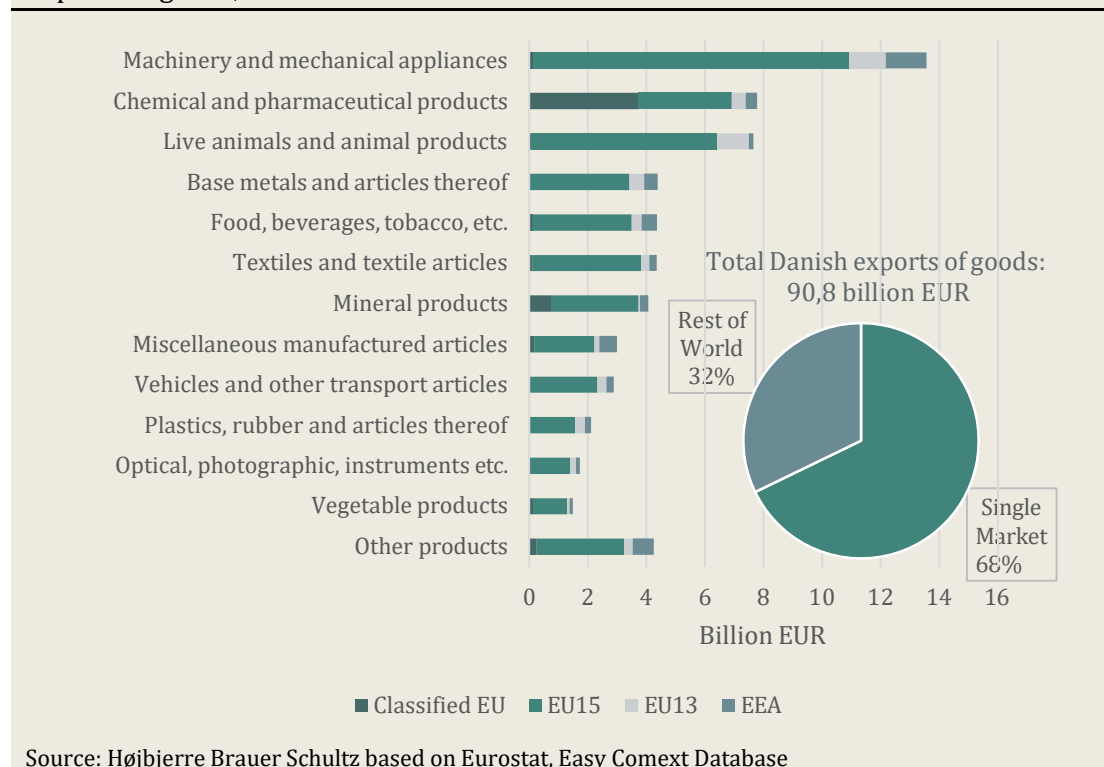 Machinery and mechanical appliances
Chemical and pharmaceutical products
Live animals and animal products
Base metals and articles thereof
Food, beverages, tobacco, etc.
Textiles and textile articles
Mineral products
Miscellaneous manufactured articles
Vehicles and other transport articles
Plastics, rubber and articles thereof
Optical, photographic, instruments etc.
Vegetable products
Other products
Total Danish exports of goods:
90,8 billion EUR
Rest of
World
32%
Single
Market
68%
0 2 4 6 8 10 12 14 16
Billion EUR
Classified EU EU15 EU13 EEA
Source: Højbjerre Brauer Schultz based on Eurostat, Easy Comext Database